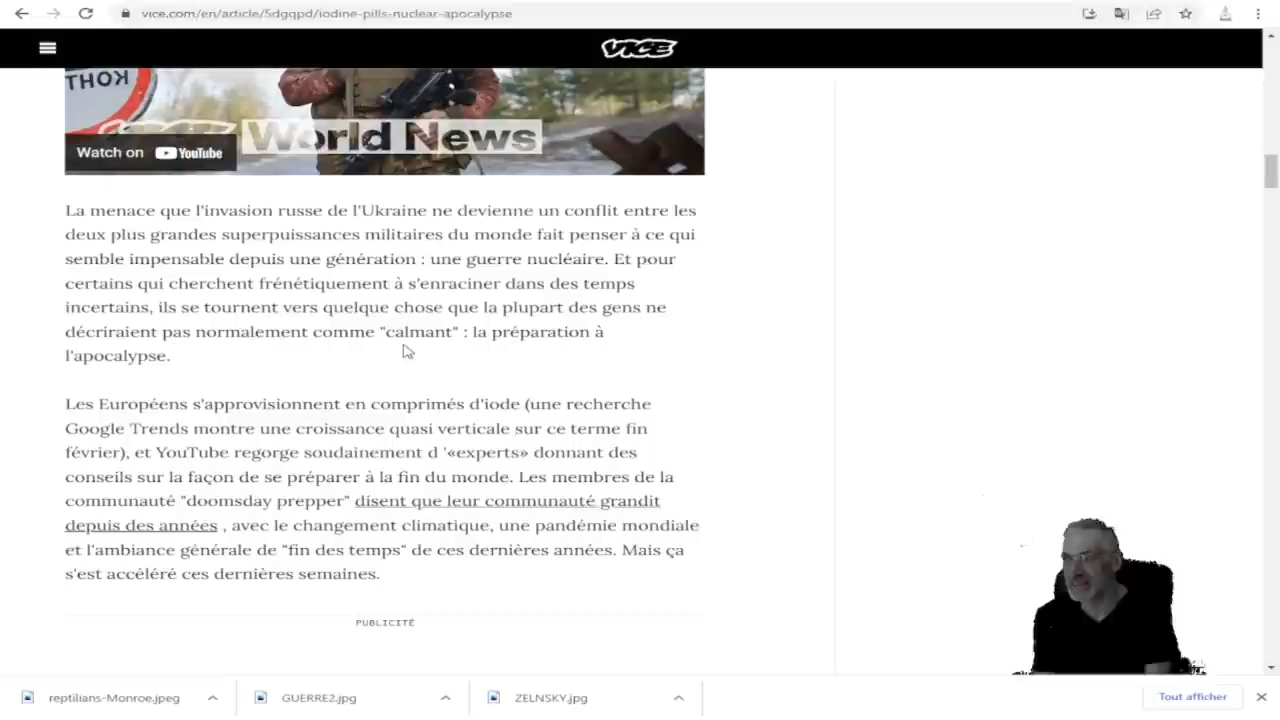 vice.com/en/article/5dgqpd/iodine-pills-nuclear-apocalypse
VICE
КОНТ
Watch on YouTube
World News
La menace que l'invasion russe de l'Ukraine ne devienne un conflit entre les
deux plus grandes superpuissances militaires du monde fait penser à ce qui
semble impensable depuis une génération : une guerre nucléaire. Et pour
certains qui cherchent frénétiquement à s'enraciner dans des temps
incertains, ils se tournent vers quelque chose que la plupart des gens ne
décriraient pas normalement comme "calmant" : la préparation à
l'apocalypse.
Les Européens s'approvisionnent en comprimés d'iode (une recherche
Google Trends montre une croissance quasi verticale sur ce terme fin
février), et YouTube regorge soudainement d '«experts» donnant des
conseils sur la façon de se préparer à la fin du monde. Les membres de la
communauté "doomsday prepper" disent que leur communauté grandit
depuis des années , avec le changement climatique, une pandémie mondiale
et l'ambiance générale de "fin des temps" de ces dernières années. Mais ça
s'est accéléré ces dernières semaines.
PUBLICITÉ
reptilians-Monroe.jpeg
GUERRE2.jpg
ZELNSKY.jpg
Tout afficher